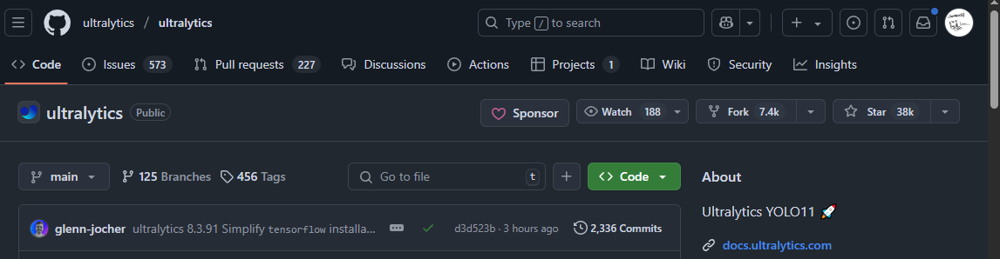 ultralytics / ultralytics Type / to search
Code Issues 573 Pull requests 227 Discussions Actions Projects 1 Wiki Security Insights
ultralytics Public Sponsor Watch 188 Fork 7.4k Star 38k
main 125 Branches 456 Tags Go to file t Code About
Ultralytics YOLO11 🚀
glenn-jocher ultralytics 8.3.91 Simplify tensorflow installa... d3d523b · 3 hours ago 2,336 Commits
docs.ultralytics.com